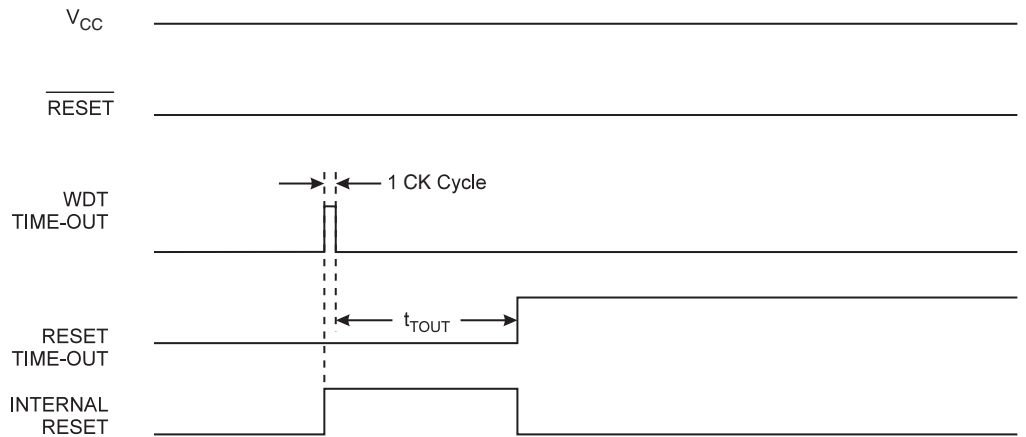 VCC
RESET
1 CK Cycle
WDT
TIME-OUT
tTOUT
RESET
TIME-OUT
INTERNAL
RESET